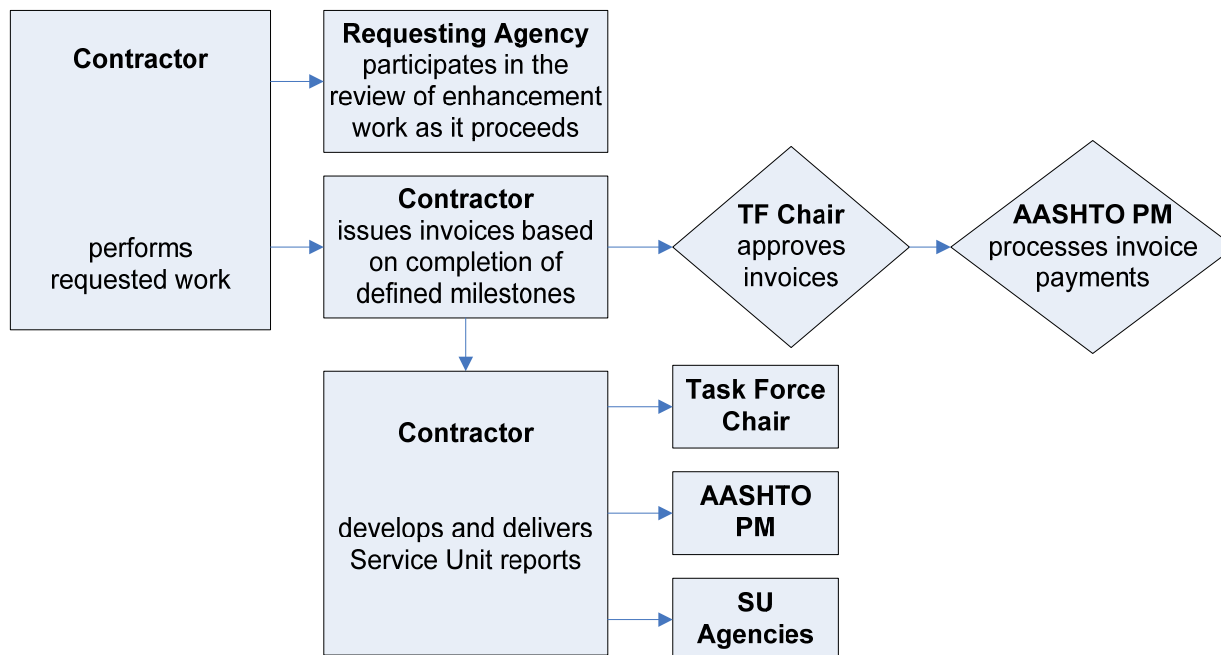 Contractor
performs
requested work
Requesting Agency
participates in the
review of enhancement
work as it proceeds
Contractor
issues invoices based
on completion of
defined milestones
TF Chair
approves
invoices
AASHTO PM
processes invoice
payments
Contractor
develops and delivers
Service Unit reports
Task Force
Chair
AASHTO
PM
SU
Agencies